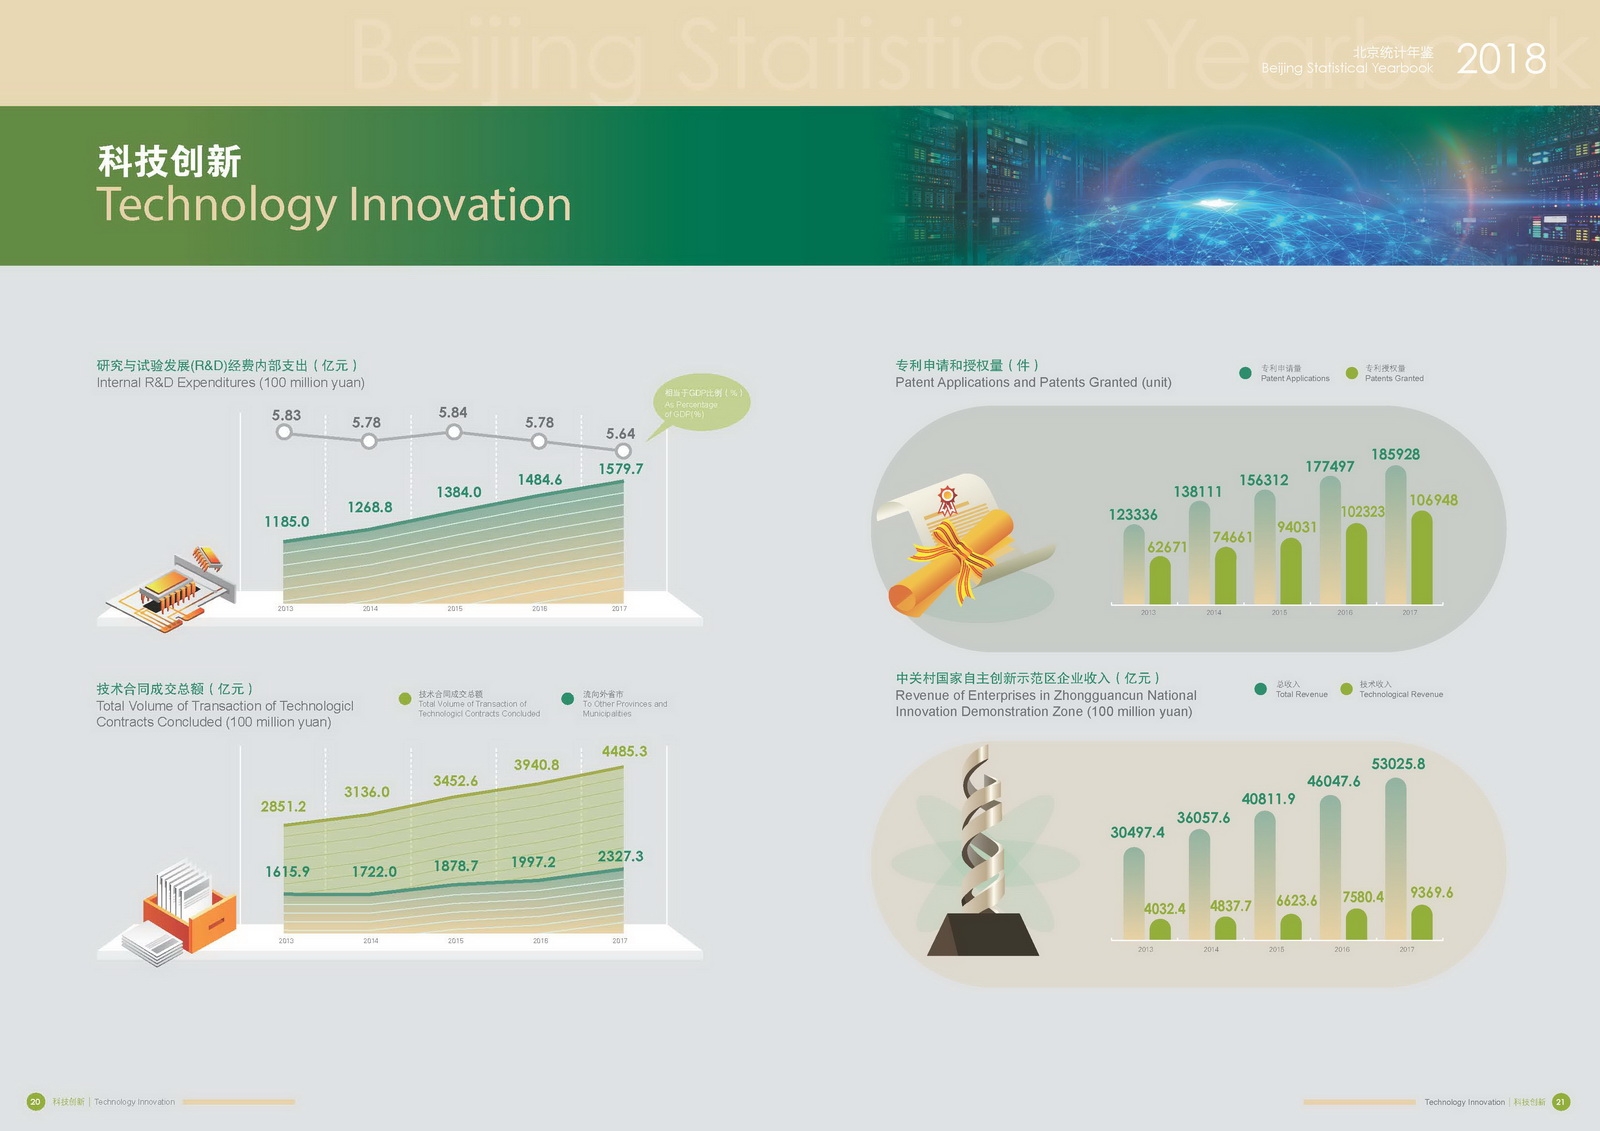 Beijing Statistical Yearbook
北京统计年鉴
Beijing Statistical Yearbook
2018
科技创新
Technology Innovation
研究与试验发展(R&D)经费内部支出（亿元）
Internal R&D Expenditures (100 million yuan)
相当于GDP比例（%）
As Percentage
of GDP(%)
5.83
5.78
5.84
5.78
5.64
1185.0
1268.8
1384.0
1484.6
1579.7
2013
2014
2015
2016
2017
技术合同成交总额（亿元）
Total Volume of Transaction of Technologicl
Contracts Concluded (100 million yuan)
技术合同成交总额
Total Volume of Transaction of
Technologicl Contracts Concluded
流向外省市
To Other Provinces and
Municipalities
2851.2
3136.0
3452.6
3940.8
4485.3
1615.9
1722.0
1878.7
1997.2
2327.3
2013
2014
2015
2016
2017
专利申请和授权量（件）
Patent Applications and Patents Granted (unit)
专利申请量
Patent Applications
专利授权量
Patents Granted
123336
138111
156312
177497
185928
62671
74661
94031
102323
106948
2013
2014
2015
2016
2017
中关村国家自主创新示范区企业收入（亿元）
Revenue of Enterprises in Zhongguancun National
Innovation Demonstration Zone (100 million yuan)
总收入
Total Revenue
技术收入
Technological Revenue
30497.4
36057.6
40811.9
46047.6
53025.8
4032.4
4837.7
6623.6
7580.4
9369.6
2013
2014
2015
2016
2017
20 科技创新 | Technology Innovation
Technology Innovation | 科技创新 21